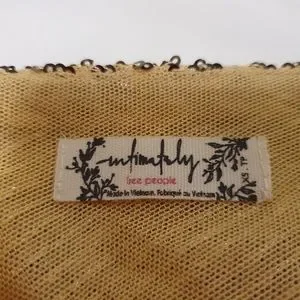 intimately
free people
Made in Vietnam. Fabriqué au Vietnam
XS - TP